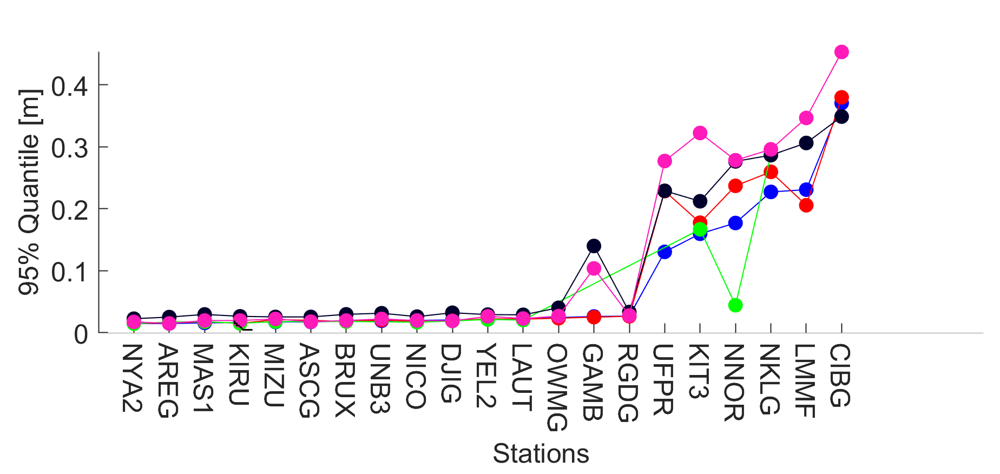 95% Quantile [m]
0.4
0.3
0.2
0.1
0
NYA2
AREG
MAS1
KIRU
MIZU
ASCG
BRUX
UNB3
NICO
DJIG
YEL2
LAUT
OWMG
GAMB
RGDG
UFPR
KIT3
NNOR
NKLG
LMMF
CIBG
Stations